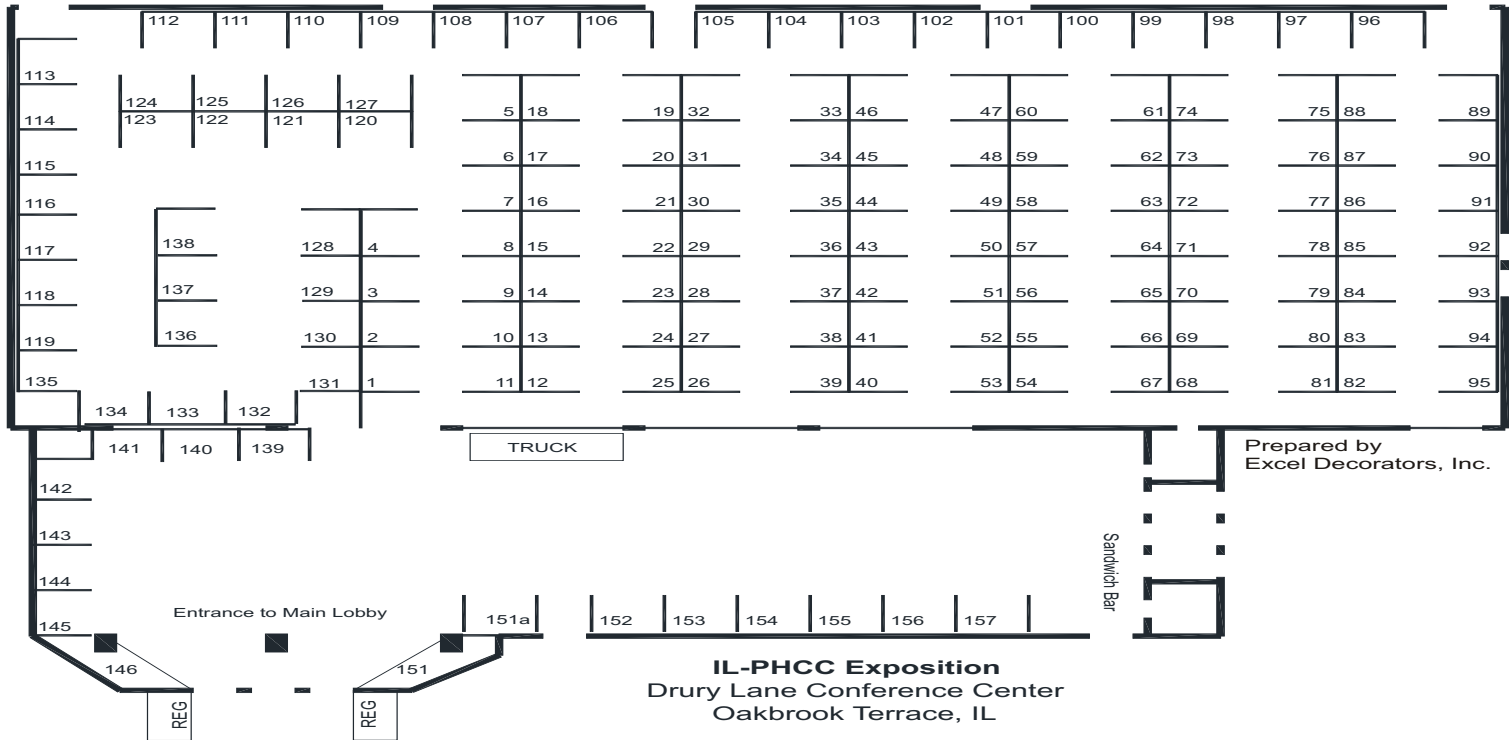 112 111 110 109 108 107 106 105 104 103 102 101 100 99 98 97 96
113
124 125 126 127 5 18 19 32 33 46 47 60 61 74 75 88 89
114 123 122 121 120
115 6 17 20 31 34 45 48 59 62 73 76 87 90
116 7 16 21 30 35 44 49 58 63 72 77 86 91
117 138 128 4 8 15 22 29 36 43 50 57 64 71 78 85 92
118 137 129 3 9 14 23 28 37 42 51 56 65 70 79 84 93
119 136 130 2 10 13 24 27 38 41 52 55 66 69 80 83 94
135 131 1 11 12 25 26 39 40 53 54 67 68 81 82 95
134 133 132
141 140 139 TRUCK
Prepared by
Excel Decorators, Inc.
142
143
144
Sandwich Bar
Entrance to Main Lobby
145 151a 152 153 154 155 156 157
146 151
REG REG
IL-PHCC Exposition
Drury Lane Conference Center
Oakbrook Terrace, IL